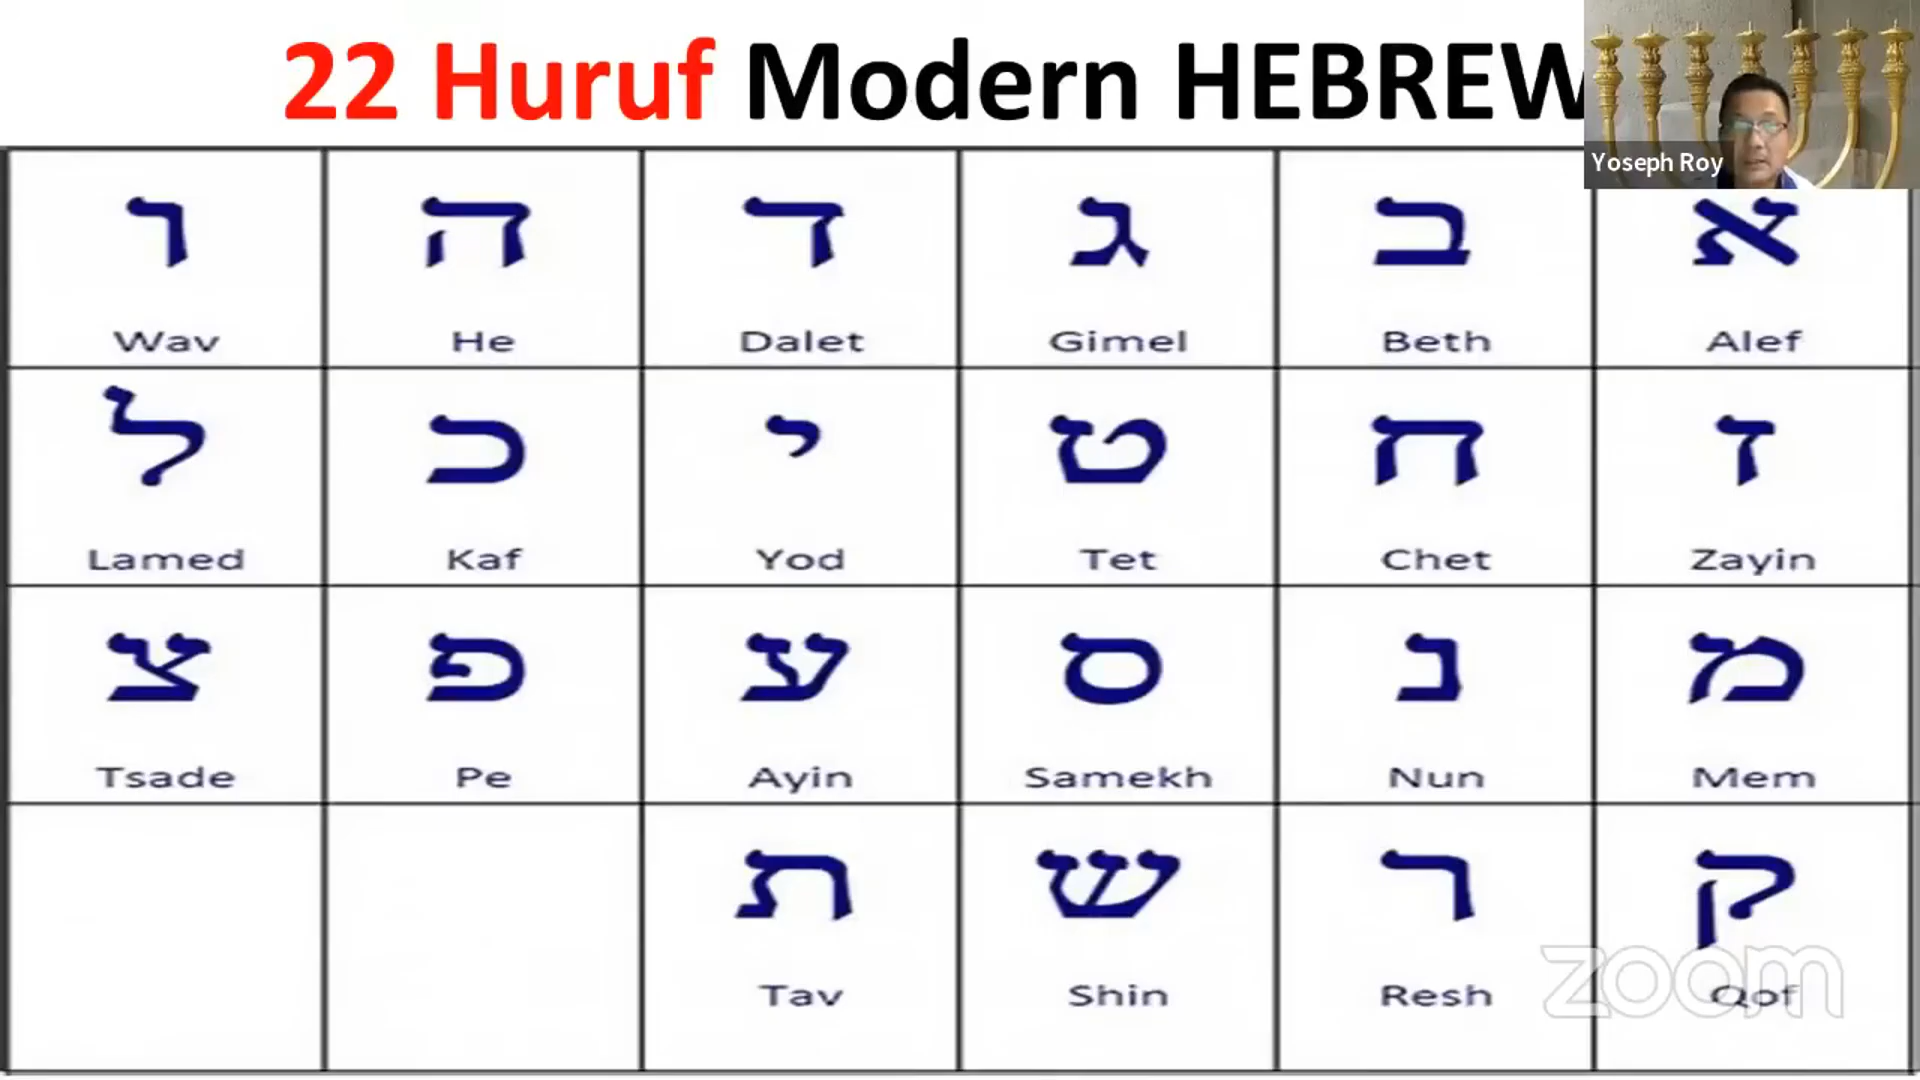 22 Huruf Modern HEBREW
Yoseph Roy
ו ה ד ג ב א
Wav He Dalet Gimel Beth Alef
ל כ י ט ח ז
Lamed Kaf Yod Tet Chet Zayin
צ פ ע ס נ מ
Tsade Pe Ayin Samekh Nun Mem
ת ש ר ק
Tav Shin Resh Qof
zoom